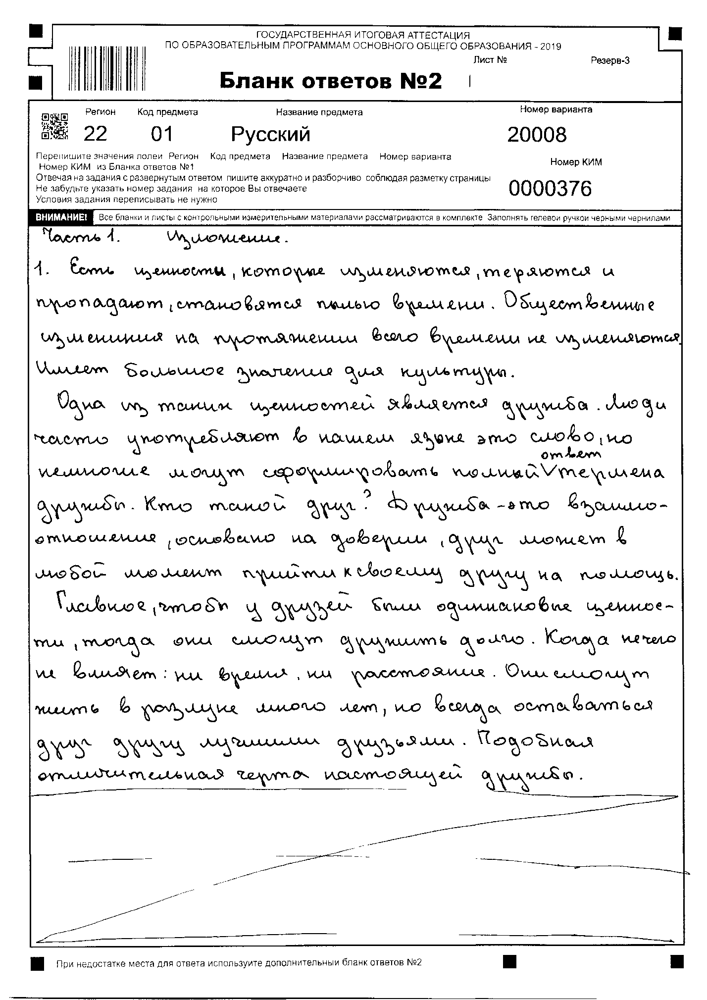 ГОСУДАРСТВЕННАЯ ИТОГОВАЯ АТТЕСТАЦИЯ
ПО ОБРАЗОВАТЕЛЬНЫМ ПРОГРАММАМ ОСНОВНОГО ОБЩЕГО ОБРАЗОВАНИЯ - 2019
Лист № Резерв-3
Бланк ответов №2 1
Регион Код предмета Название предмета Номер варианта
22 01 Русский 20008
Перепишите значения полей Регион Код предмета Название предмета Номер варианта
Номер КИМ из Бланка ответов №1 Номер КИМ
Отвечая на задания с развернутым ответом пишите аккуратно и разборчиво соблюдая разметку страницы
Не забудьте указать номер задания на которое Вы отвечаете 0000376
Условия задания переписывать не нужно
ВНИМАНИЕ! Все бланки и листы с контрольными измерительными материалами рассматриваются в комплекте Заполнять гелевой ручкой черными чернилами
Часть 1. Изложение.
1. Есть ценности, которые изменяются, теряются и
пропадают, становятся пылью времени. Общественные
измениния на протяжении всего времени не изменяются.
Имеет большое значение для культуры.
Одна из таких ценностей является дружба. Люди
часто употребляют в нашем языке это слово, но
ответ
немногие могут сформировать полный V термена
дружбы. Кто такой друг? Дружба - это взаимо-
отношение, основано на доверии, друг может в
любой момент прийти к своему другу на помощь.
Главное, чтобы у друзей были одинаковые ценнос-
ти, тогда они смогут дружить долго. Когда нечего
не влияет: ни время, ни расстояние. Они смогут
жить в разлуке много лет, но всегда оставаться
друг другу лучшими друзьями. Подобная
отличительная черта настоящей дружбы.
При недостатке места для ответа используйте дополнительный бланк ответов №2